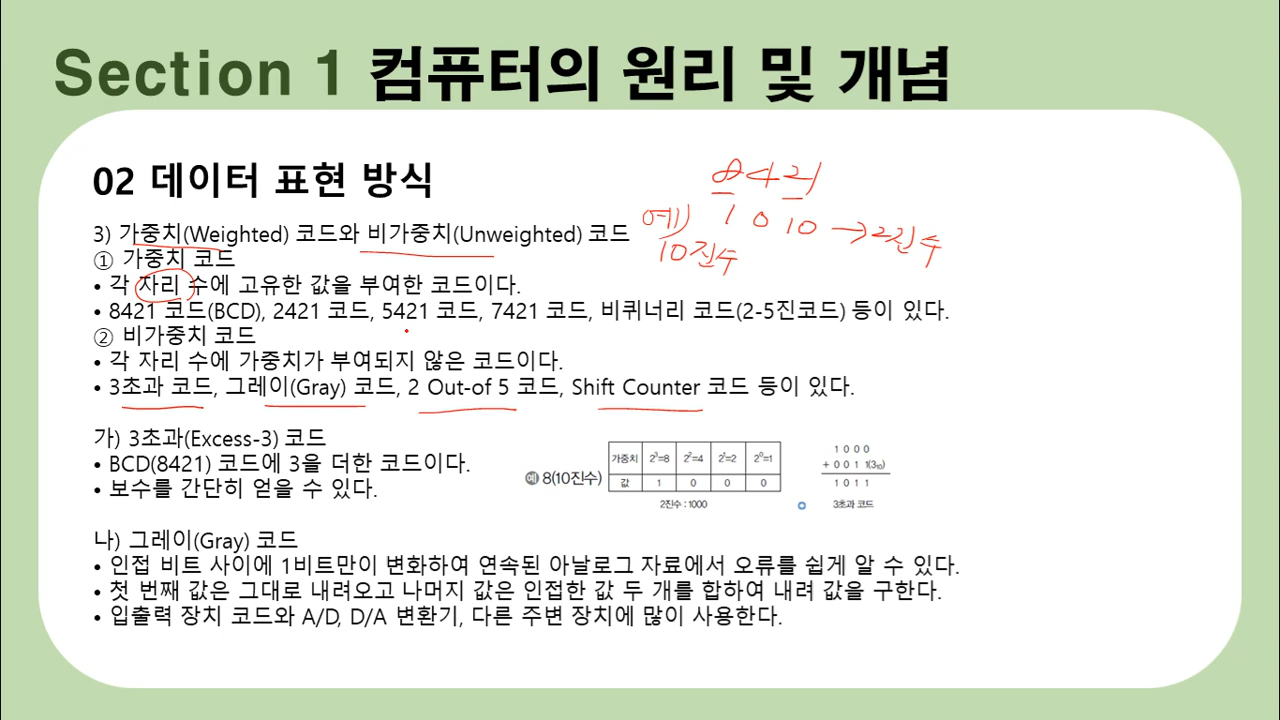 Section 1 컴퓨터의 원리 및 개념
02 데이터 표현 방식
8421
예) 1 0 1 0 → 2진수
10진수
3) 가중치(Weighted) 코드와 비가중치(Unweighted) 코드
① 가중치 코드
• 각 자리 수에 고유한 값을 부여한 코드이다.
• 8421 코드(BCD), 2421 코드, 5421 코드, 7421 코드, 비퀴너리 코드(2-5진코드) 등이 있다.
② 비가중치 코드
• 각 자리 수에 가중치가 부여되지 않은 코드이다.
• 3초과 코드, 그레이(Gray) 코드, 2 Out-of 5 코드, Shift Counter 코드 등이 있다.
가) 3초과(Excess-3) 코드
• BCD(8421) 코드에 3을 더한 코드이다.
• 보수를 간단히 얻을 수 있다.
예 8(10진수)
가중치 2³=8 2²=4 2¹=2 2⁰=1
값 1 0 0 0
2진수 : 1000
1 0 0 0
+ 0 0 1 1(3₁₀)
1 0 1 1
3초과 코드
나) 그레이(Gray) 코드
• 인접 비트 사이에 1비트만이 변화하여 연속된 아날로그 자료에서 오류를 쉽게 알 수 있다.
• 첫 번째 값은 그대로 내려오고 나머지 값은 인접한 값 두 개를 합하여 내려 값을 구한다.
• 입출력 장치 코드와 A/D, D/A 변환기, 다른 주변 장치에 많이 사용한다.